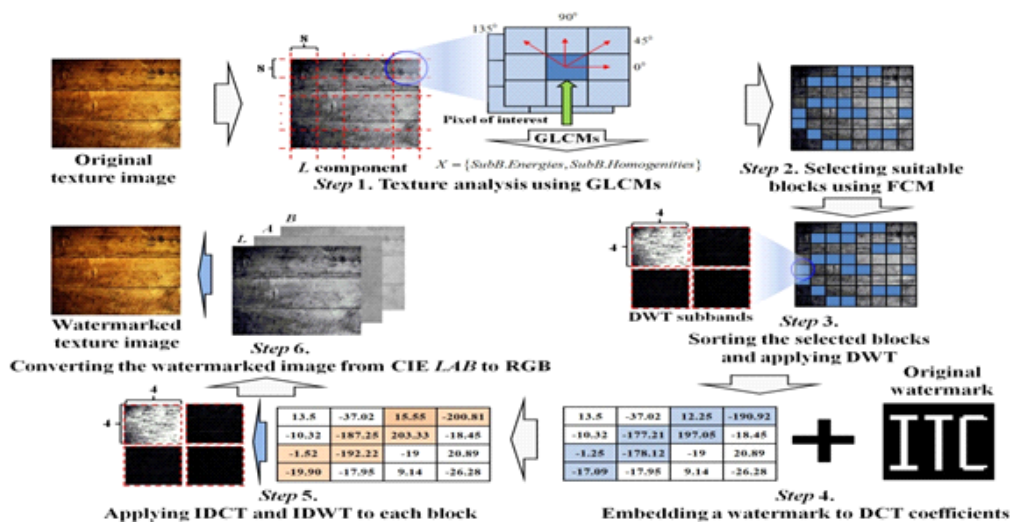 8
8
135°
90°
45°
0°
Pixel of interest
GLCMs
X = {SubB.Energies, SubB.Homogenities}
Original
texture image
L component
Step 1. Texture analysis using GLCMs
Step 2. Selecting suitable
blocks using FCM
4
4
DWT subbands
Step 3.
Sorting the selected blocks
and applying DWT
L
A
B
Watermarked
texture image
Step 6.
Converting the watermarked image from CIE LAB to RGB
Original
watermark
ITC
13.5 -37.02 12.25 -190.92
-10.32 -177.21 197.05 -18.45
-1.25 -178.12 -19 20.89
-17.09 -17.95 9.14 -26.28
Step 4.
Embedding a watermark to DCT coefficients
13.5 -37.02 15.55 -200.81
-10.32 -187.25 203.33 -18.45
-1.52 -192.22 -19 20.89
-19.90 -17.95 9.14 -26.28
4
4
Step 5.
Applying IDCT and IDWT to each block